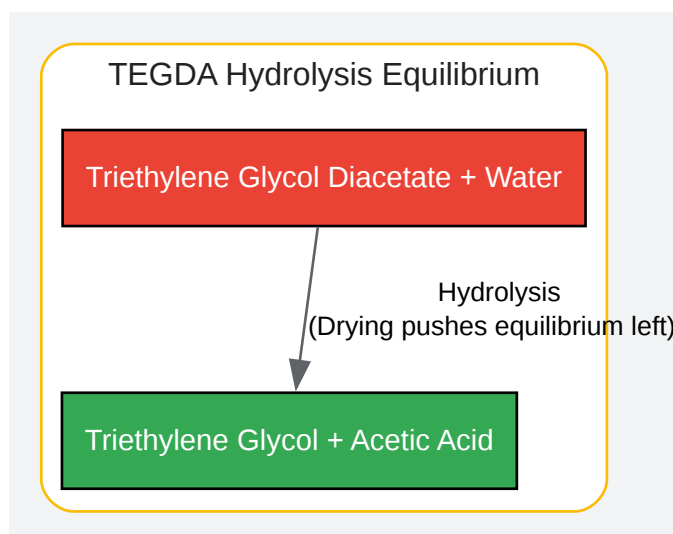 TEGDA Hydrolysis Equilibrium
Triethylene Glycol Diacetate + Water
Hydrolysis
(Drying pushes equilibrium left)
Triethylene Glycol + Acetic Acid